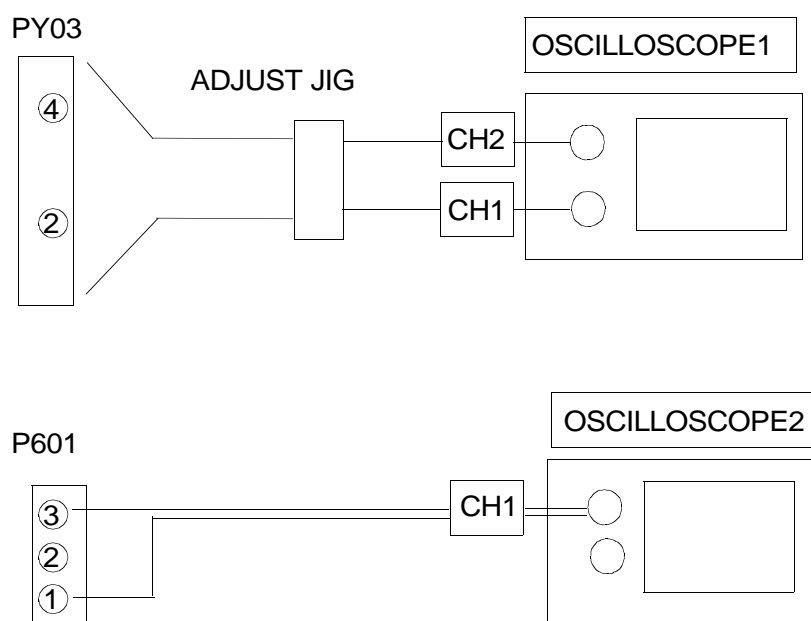 PY03
OSCILLOSCOPE1
ADJUST JIG
4
CH2
2
CH1
OSCILLOSCOPE2
P601
3
CH1
2
1